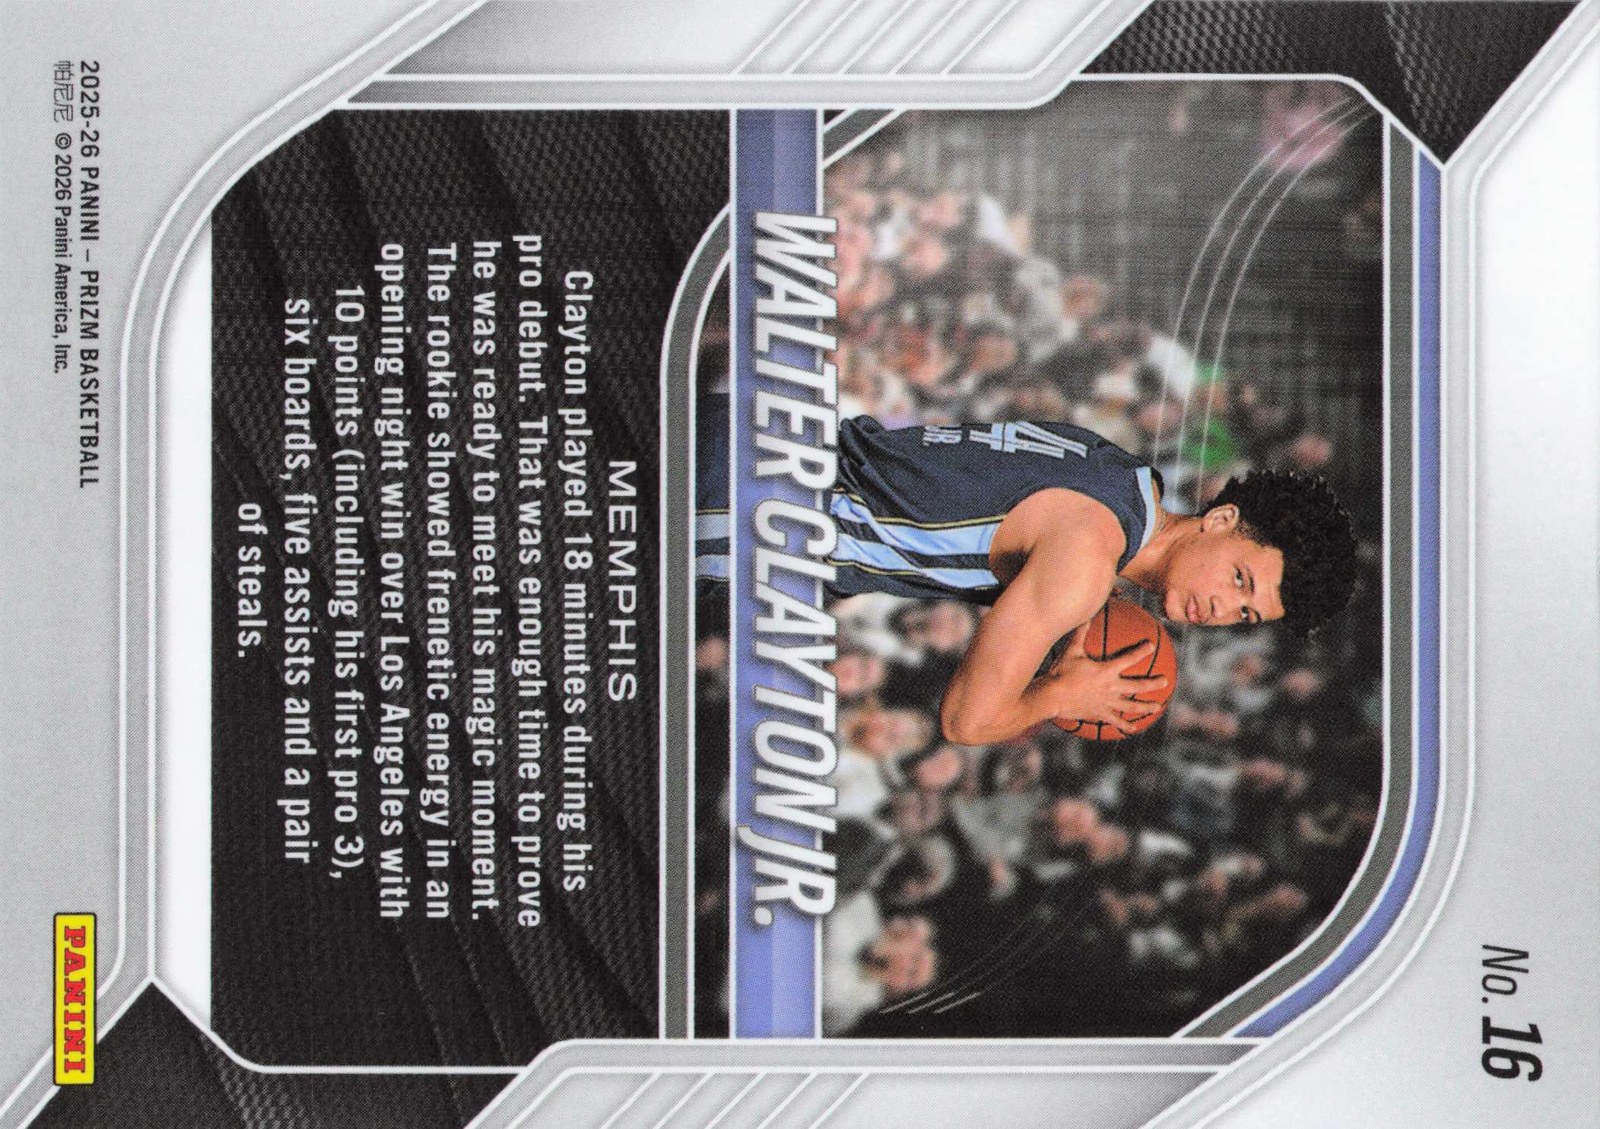 No. 16
4
WALTER CLAYTON JR.
MEMPHIS
Clayton played 18 minutes during his
pro debut. That was enough time to prove
he was ready to meet his magic moment.
The rookie showed frenetic energy in an
opening night win over Los Angeles with
10 points (including his first pro 3),
six boards, five assists and a pair
of steals.
2025-26 PANINI – PRIZM BASKETBALL
帕尼尼 © 2026 Panini America, Inc.
PANINI